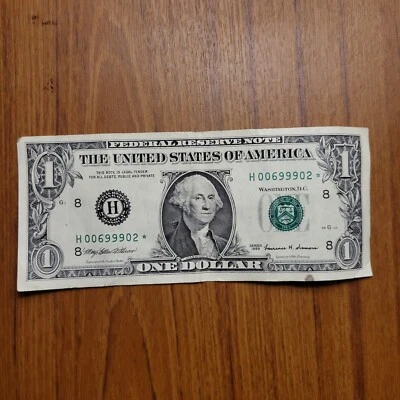 FEDERAL RESERVE NOTE
THE UNITED STATES OF AMERICA
THIS NOTE IS LEGAL TENDER
FOR ALL DEBTS, PUBLIC AND PRIVATE
1
1
H 00699902 *
WASHINGTON, D.C.
8
8
H
H 00699902 *
8
8
SERIES
ONE DOLLAR
1
1